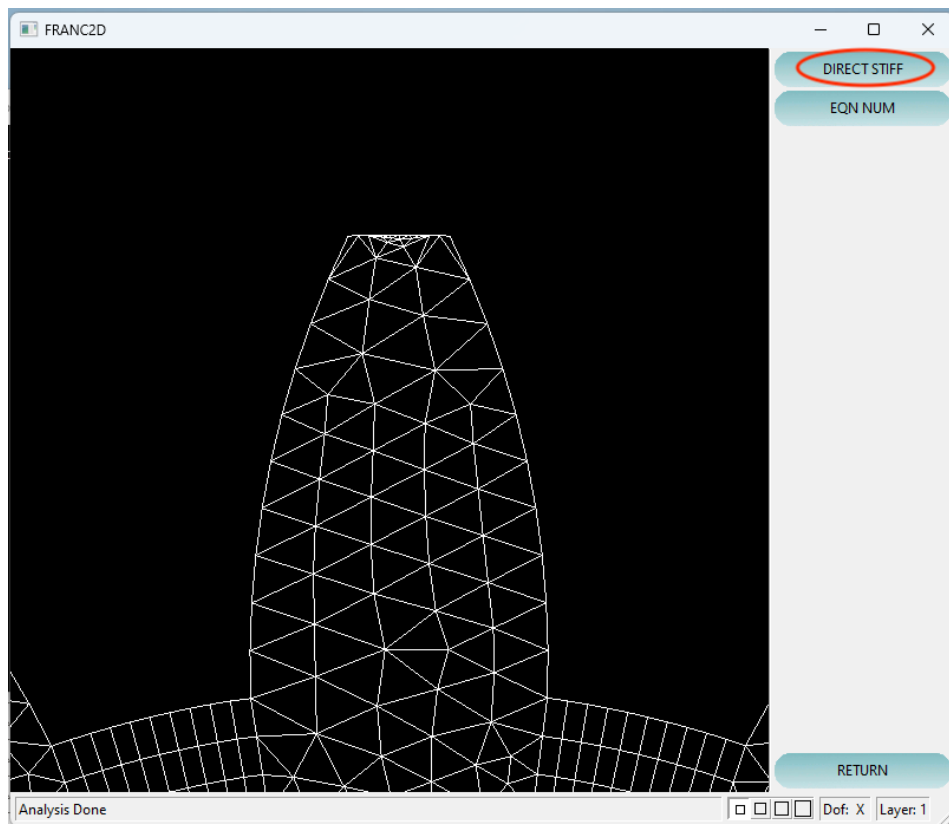 FRANC2D
DIRECT STIFF
EQN NUM
RETURN
Analysis Done
Dof: X
Layer: 1